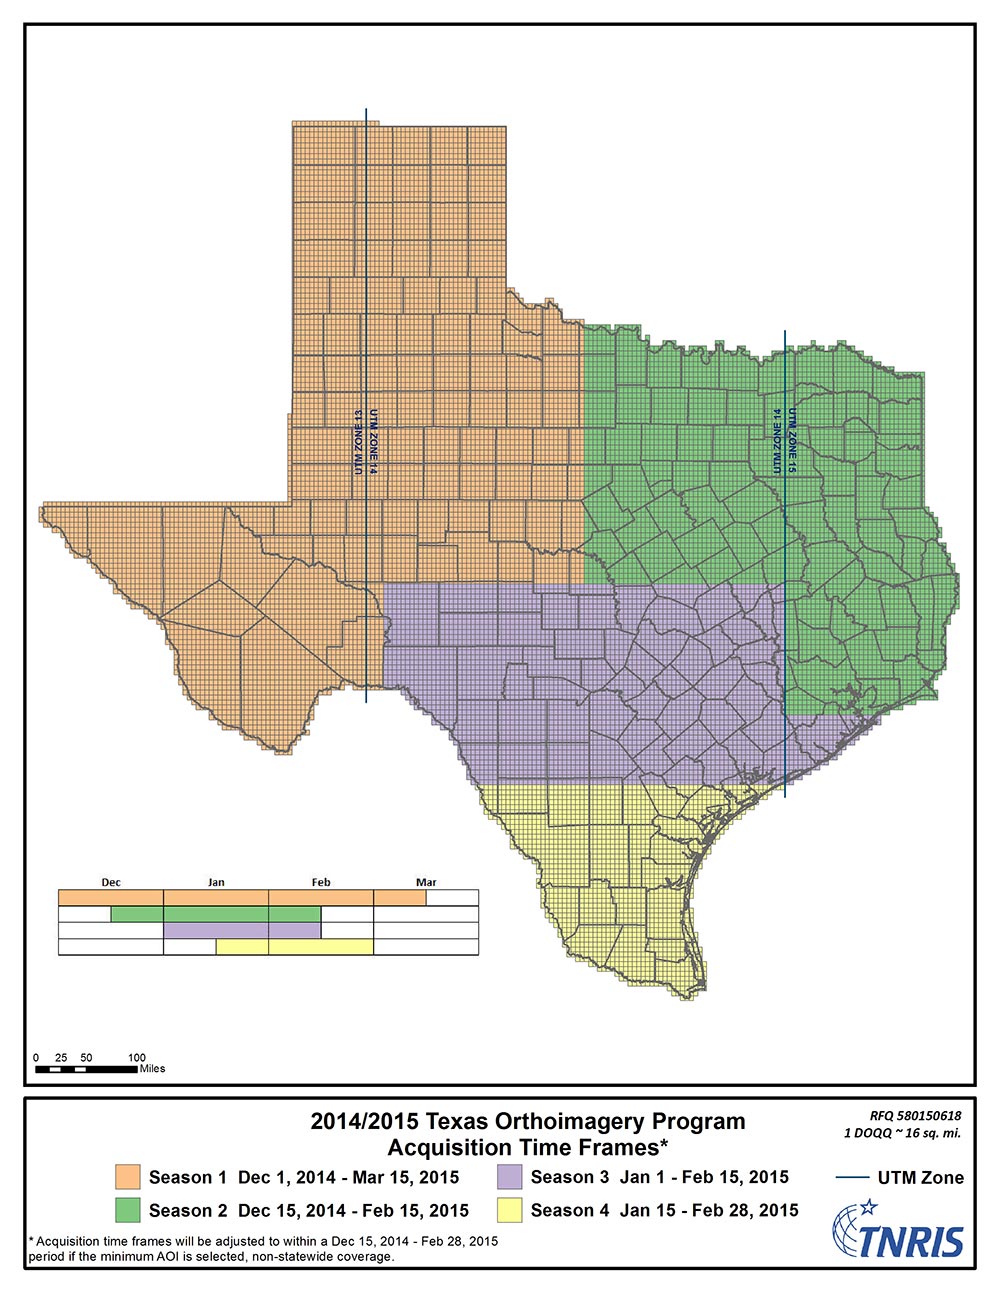 UTM ZONE 13
UTM ZONE 14
UTM ZONE 14
UTM ZONE 15
Dec Jan Feb Mar
0 25 50 100
Miles
2014/2015 Texas Orthoimagery Program
Acquisition Time Frames*
RFQ 580150618
1 DOQQ ~ 16 sq. mi.
Season 1 Dec 1, 2014 - Mar 15, 2015
Season 3 Jan 1 - Feb 15, 2015
UTM Zone
Season 2 Dec 15, 2014 - Feb 15, 2015
Season 4 Jan 15 - Feb 28, 2015
* Acquisition time frames will be adjusted to within a Dec 15, 2014 - Feb 28, 2015
period if the minimum AOI is selected, non-statewide coverage.
TNRIS